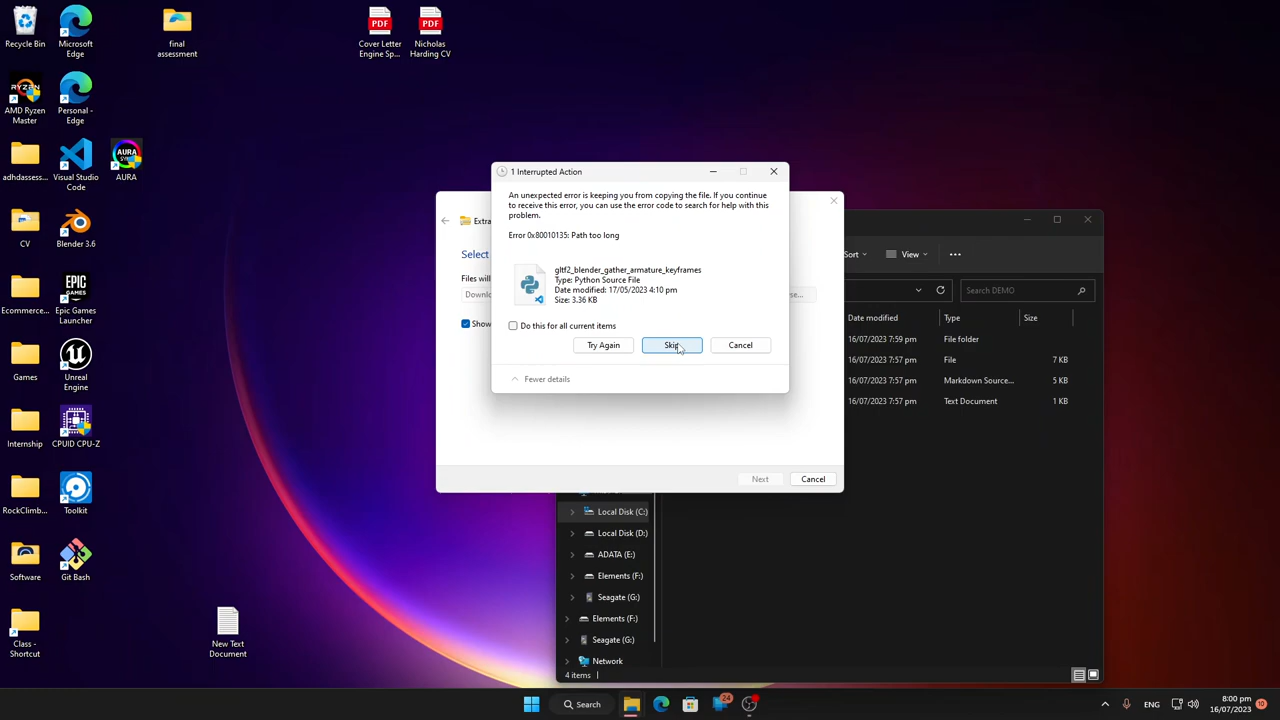 Recycle Bin
Microsoft
Edge
final
assessment
PDF
Cover Letter
Engine Sp...
PDF
Nicholas
Harding CV
RYZEN
AMD Ryzen
Master
Personal -
Edge
adhdassess...
Visual Studio
Code
AURA
AURA
CV
Blender 3.6
Ecommerce...
EPIC
GAMES
Epic Games
Launcher
Games
Unreal
Engine
Internship
CPUID CPU-Z
RockClimb...
Toolkit
Software
Git Bash
Class -
Shortcut
New Text
Document
1 Interrupted Action
An unexpected error is keeping you from copying the file. If you continue
to receive this error, you can use the error code to search for help with this
problem.
Error 0x80010135: Path too long
gltf2_blender_gather_armature_keyframes
Type: Python Source File
Date modified: 17/05/2023 4:10 pm
Size: 3.36 KB
Do this for all current items
Try Again
Skip
Cancel
Fewer details
Extra
Select
Files will
Downlo
Show
Next
Cancel
Sort
View
Search DEMO
Date modified
Type
Size
16/07/2023 7:59 pm
File folder
16/07/2023 7:57 pm
File
7 KB
16/07/2023 7:57 pm
Markdown Source...
5 KB
16/07/2023 7:57 pm
Text Document
1 KB
Local Disk (C:)
Local Disk (D:)
ADATA (E:)
Elements (F:)
Seagate (G:)
Elements (F:)
Seagate (G:)
Network
4 items
Search
24
ENG
8:00 pm
16/07/2023
10